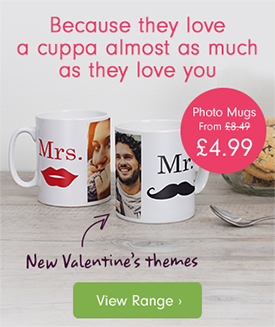 Because they love
a cuppa almost as much
as they love you
Photo Mugs
From £8.49
£4.99
Mrs.
Mr.
New Valentine's themes
View Range ›